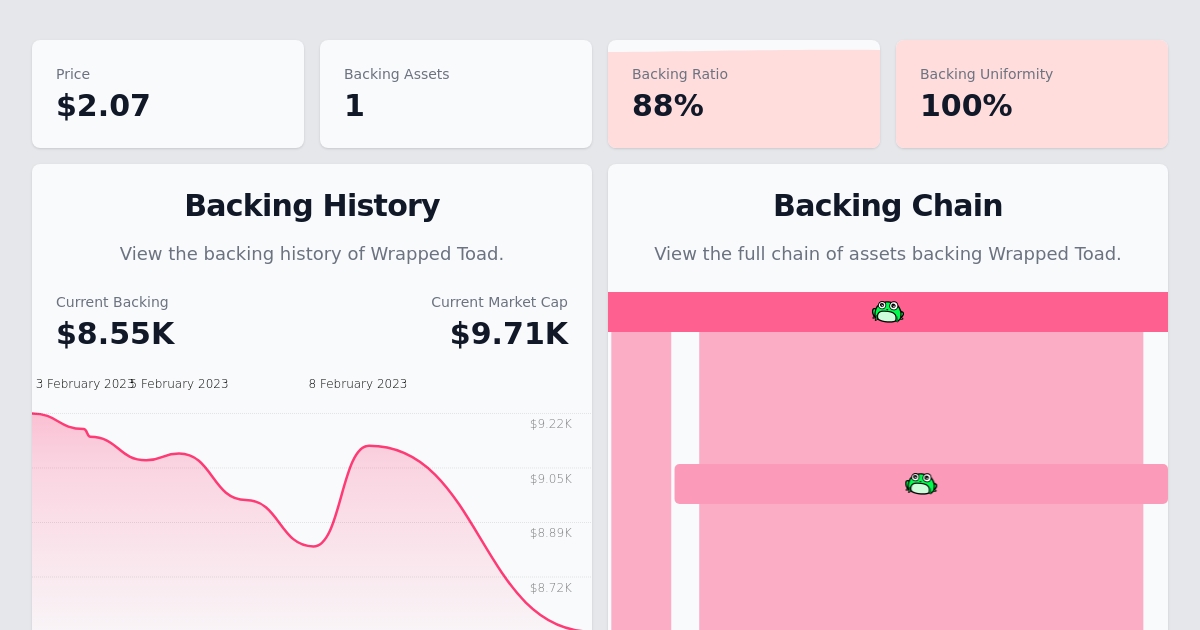 Price
$2.07
Backing Assets
1
Backing Ratio
88%
Backing Uniformity
100%
Backing History
View the backing history of Wrapped Toad.
Current Backing
$8.55K
Current Market Cap
$9.71K
3 February 2023
5 February 2023
8 February 2023
$9.22K
$9.05K
$8.89K
$8.72K
Backing Chain
View the full chain of assets backing Wrapped Toad.